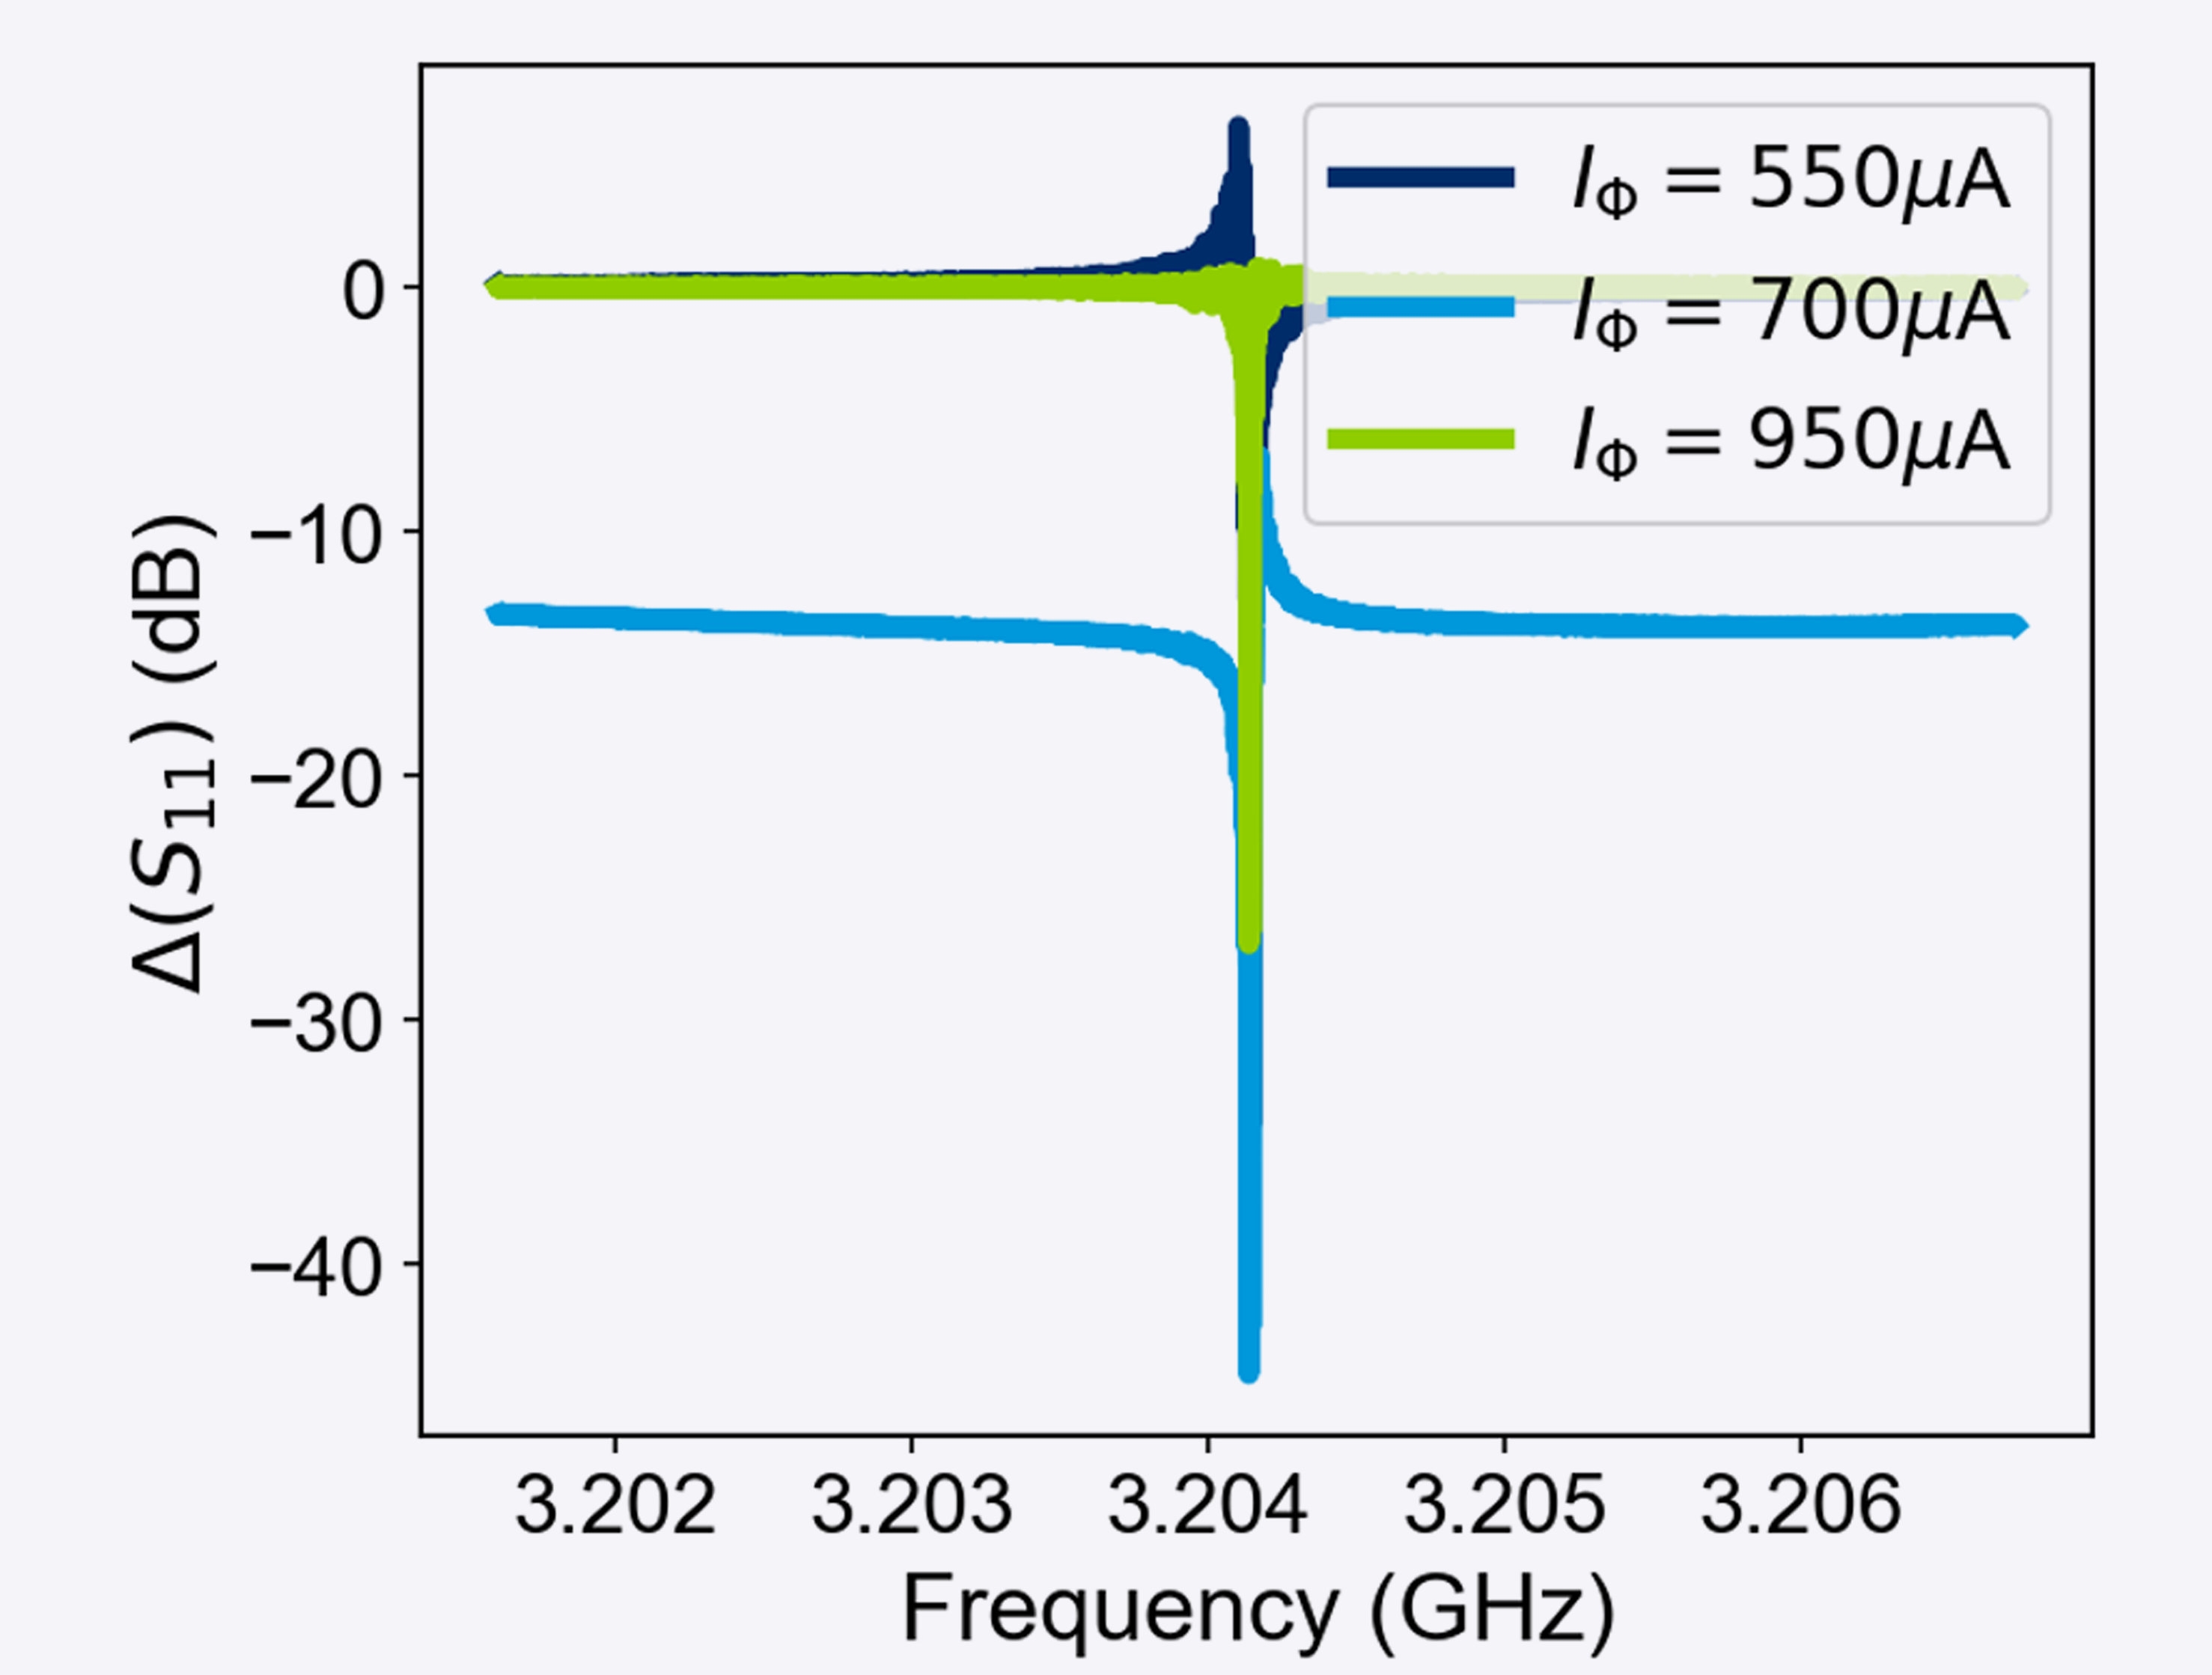 I_Φ = 550μA
I_Φ = 700μA
I_Φ = 950μA
0
−10
−20
−30
−40
Δ(S₁₁) (dB)
3.202 3.203 3.204 3.205 3.206
Frequency (GHz)